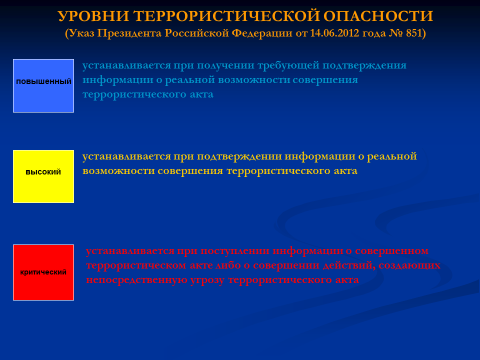 УРОВНИ ТЕРРОРИСТИЧЕСКОЙ ОПАСНОСТИ
(Указ Президента Российской Федерации от 14.06.2012 года № 851)
повышенный
устанавливается при получении требующей подтверждения
информации о реальной возможности совершения
террористического акта
высокий
устанавливается при подтверждении информации о реальной
возможности совершения террористического акта
критический
устанавливается при поступлении информации о совершенном
террористическом акте либо о совершении действий, создающих
непосредственную угрозу террористического акта